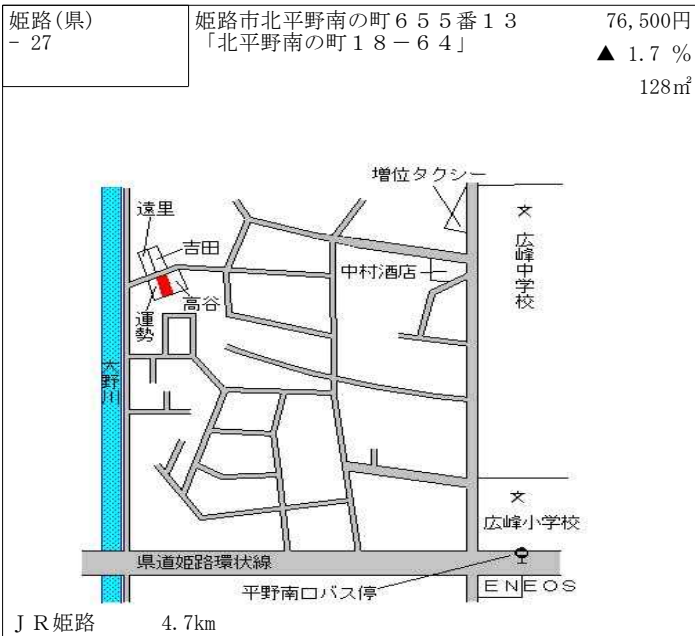 姫路(県)
- 27
姫路市北平野南の町６５５番１３
「北平野南の町１８－６４」
76,500円
▲ 1.7 %
128㎡
増位タクシー
遠里
吉田
中村酒店
広峰中学校
高谷
運勢
大野川
広峰小学校
県道姫路環状線
平野南口バス停
ＥＮＥＯＳ
ＪＲ姫路 4.7km